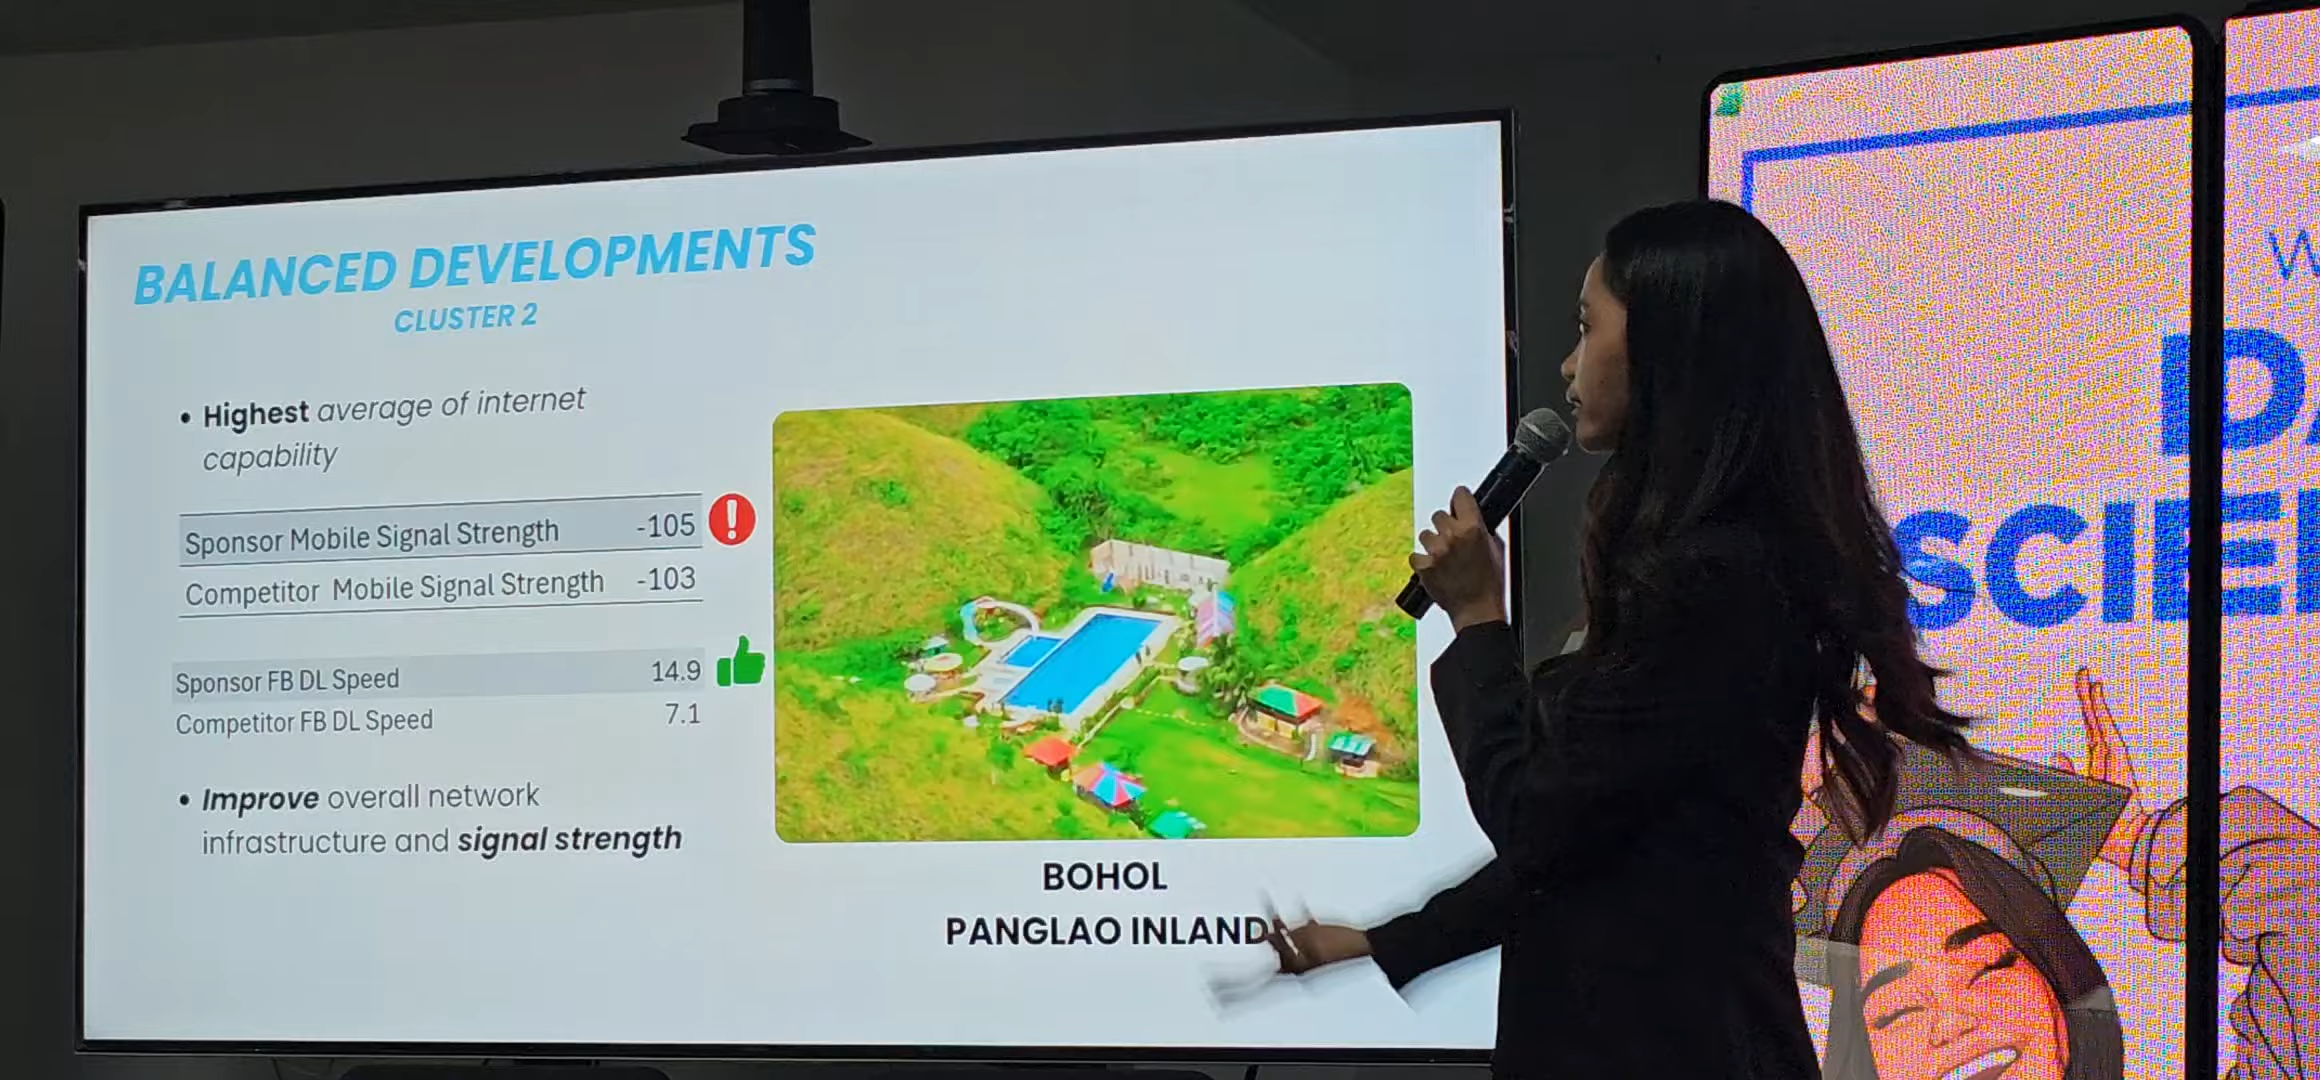 BALANCED DEVELOPMENTS
CLUSTER 2
• Highest average of internet
capability
Sponsor Mobile Signal Strength -105
Competitor Mobile Signal Strength -103
Sponsor FB DL Speed 14.9
Competitor FB DL Speed 7.1
• Improve overall network
infrastructure and signal strength
BOHOL
PANGLAO INLAND